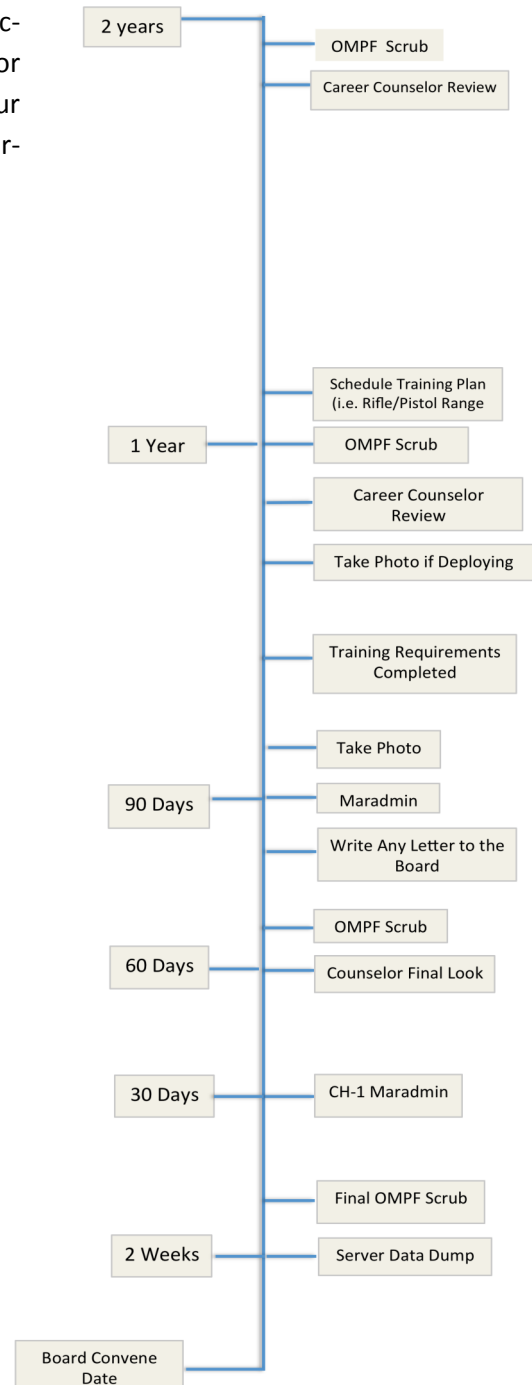 c-
or
ur
r-
2 years
OMPF Scrub
Career Counselor Review
Schedule Training Plan
(i.e. Rifle/Pistol Range
1 Year
OMPF Scrub
Career Counselor
Review
Take Photo if Deploying
Training Requirements
Completed
Take Photo
90 Days
Maradmin
Write Any Letter to the
Board
OMPF Scrub
60 Days
Counselor Final Look
30 Days
CH-1 Maradmin
Final OMPF Scrub
2 Weeks
Server Data Dump
Board Convene
Date